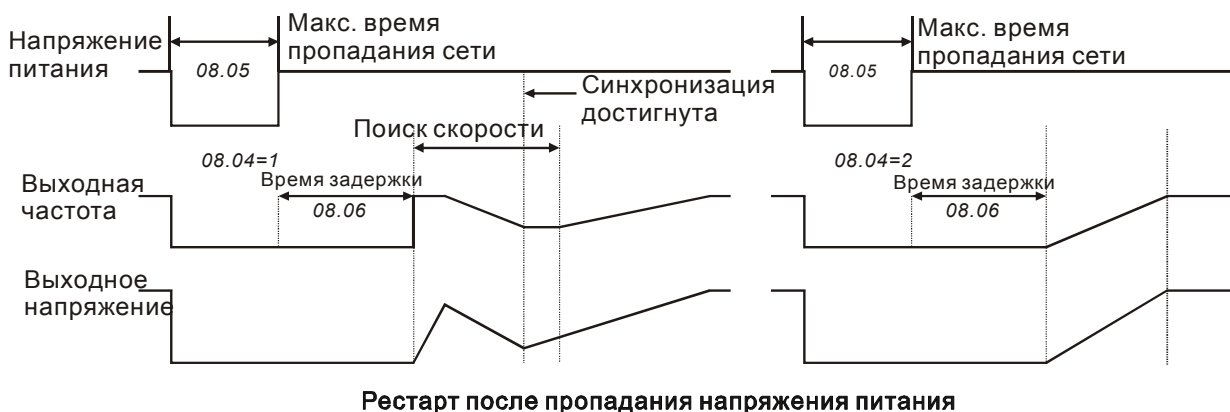 Напряжение
питания
08.05
Макс. время
пропадания сети
Синхронизация
достигнута
Поиск скорости
08.04=1
Выходная
частота
Время задержки
08.06
Выходное
напряжение
08.05
Макс. время
пропадания сети
08.04=2
Время задержки
08.06
Рестарт после пропадания напряжения питания